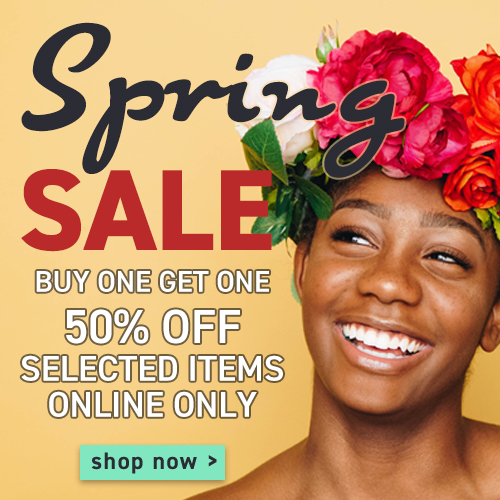 Spring
SALE
BUY ONE GET ONE
50% OFF
SELECTED ITEMS
ONLINE ONLY
shop now >